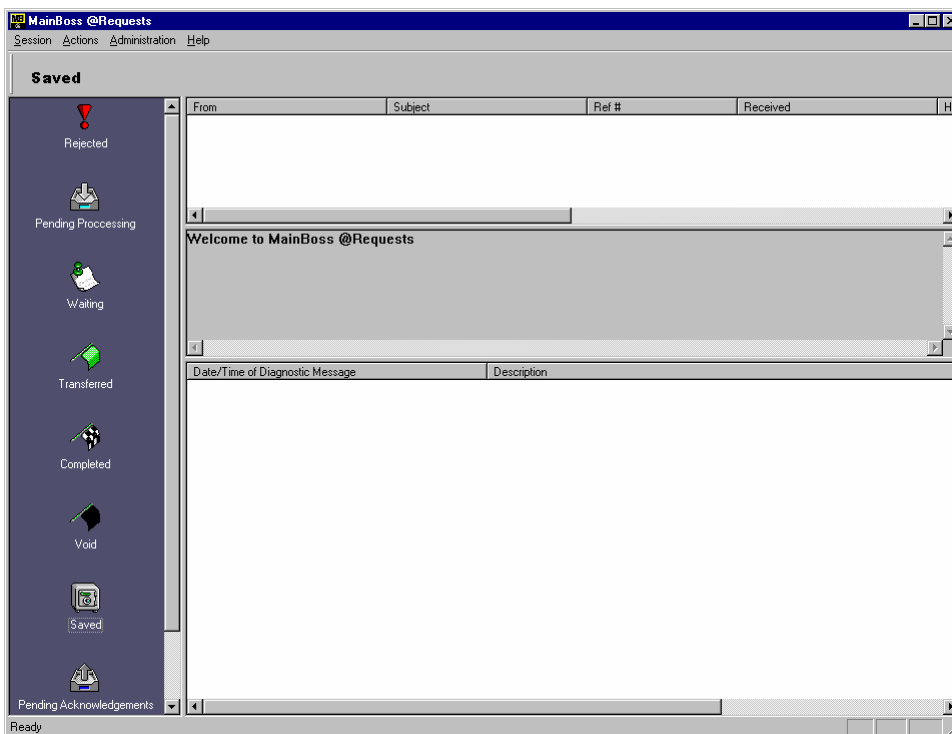 MainBoss @Requests
Session Actions Administration Help
Saved
From Subject Ref # Received H
Rejected
Pending Proccessing
Welcome to MainBoss @Requests
Waiting
Date/Time of Diagnostic Message Description
Transferred
Completed
Void
Saved
Pending Acknowledgements
Ready